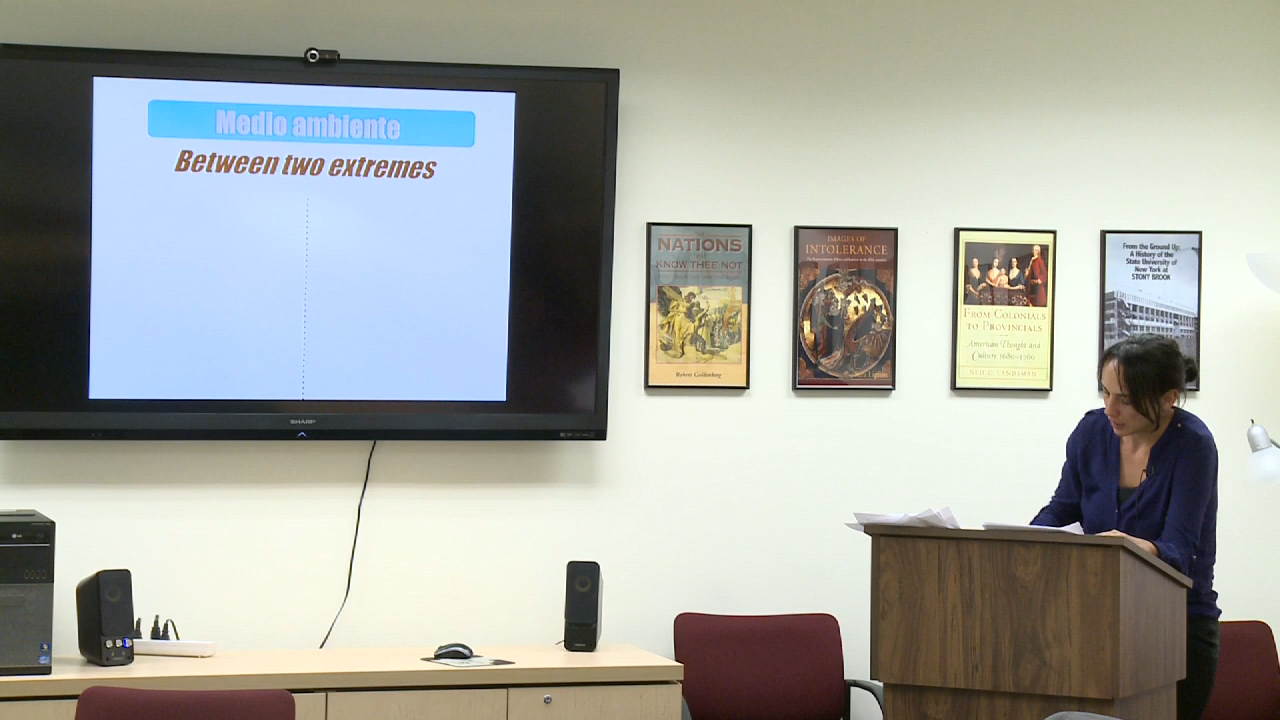 Medio ambiente
Between two extremes
SHARP
NATIONS
KNOW THEE NOT
Robert Goldenberg
IMAGES OF
INTOLERANCE
FROM COLONIALS
TO PROVINCIALS
American Thought and
Culture 1680-1760
NED C. LANDSMAN
From the Ground Up:
A History of the
State University of
New York at
STONY BROOK